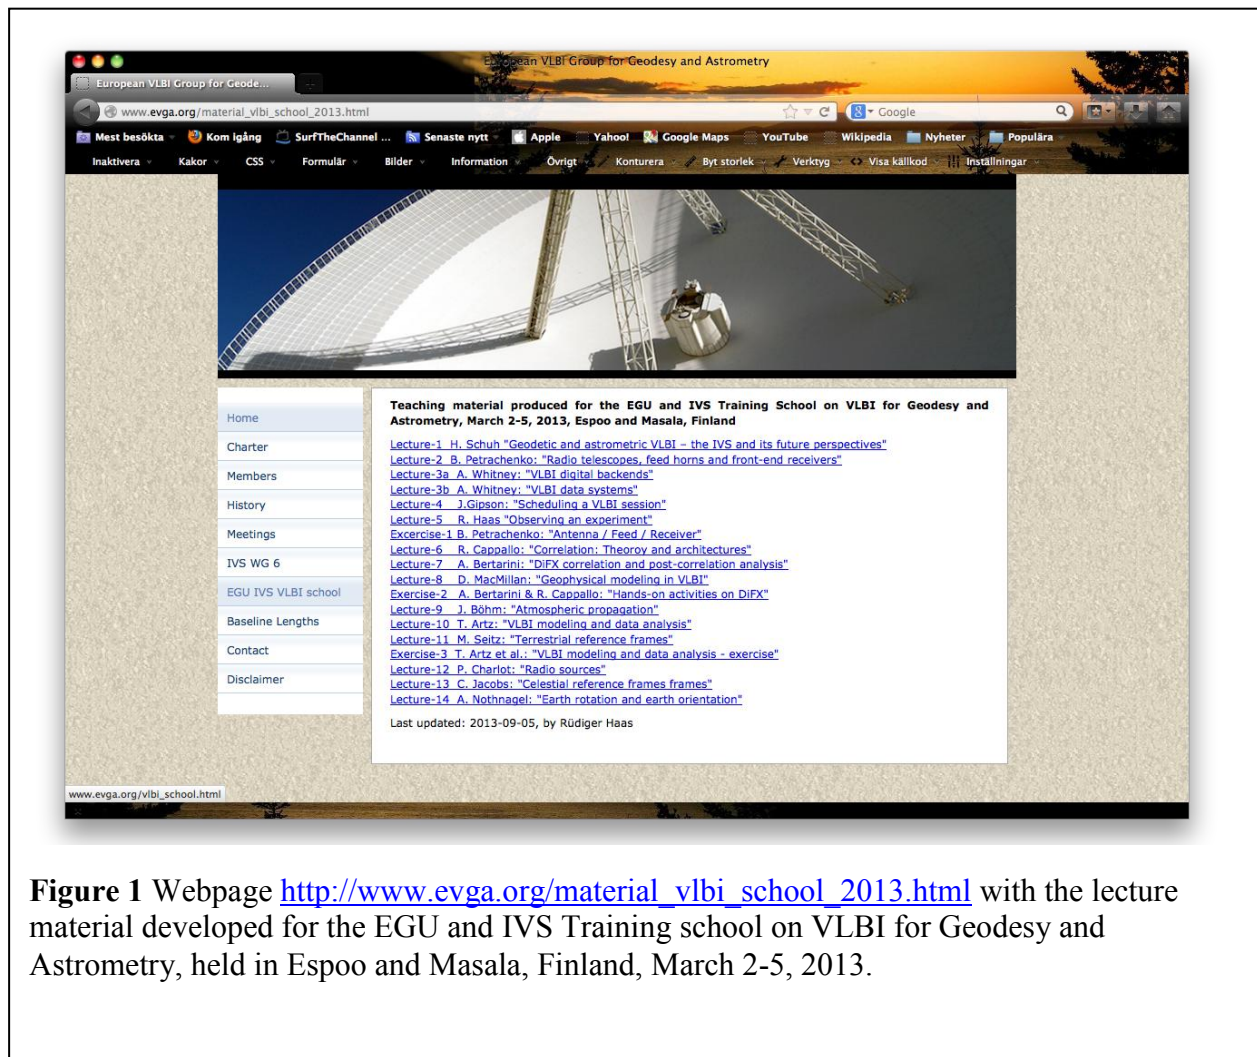 European VLBI Group for Geodesy and Astrometry
European VLBI Group for Geode...
www.evga.org/material_vlbi_school_2013.html
Google
Mest besökta Kom igång SurfTheChannel ... Senaste nytt Apple Yahoo! Google Maps YouTube Wikipedia Nyheter Populära
Inaktivera Kakor CSS Formulär Bilder Information Övrigt Konturera Byt storlek Verktyg Visa källkod Inställningar
Home
Charter
Members
History
Meetings
IVS WG 6
EGU IVS VLBI school
Baseline Lengths
Contact
Disclaimer
Teaching material produced for the EGU and IVS Training School on VLBI for Geodesy and
Astrometry, March 2-5, 2013, Espoo and Masala, Finland
Lecture-1 H. Schuh "Geodetic and astrometric VLBI – the IVS and its future perspectives"
Lecture-2 B. Petrachenko: "Radio telescopes, feed horns and front-end receivers"
Lecture-3a A. Whitney: "VLBI digital backends"
Lecture-3b A. Whitney: "VLBI data systems"
Lecture-4 J.Gipson: "Scheduling a VLBI session"
Lecture-5 R. Haas "Observing an experiment"
Excercise-1 B. Petrachenko: "Antenna / Feed / Receiver"
Lecture-6 R. Cappallo: "Correlation: Theoroy and architectures"
Lecture-7 A. Bertarini: "DiFX correlation and post-correlation analysis"
Lecture-8 D. MacMillan: "Geophysical modeling in VLBI"
Exercise-2 A. Bertarini & R. Cappallo: "Hands-on activities on DiFX"
Lecture-9 J. Böhm: "Atmospheric propagation"
Lecture-10 T. Artz: "VLBI modeling and data analysis"
Lecture-11 M. Seitz: "Terrestrial reference frames"
Exercise-3 T. Artz et al.: "VLBI modeling and data analysis - exercise"
Lecture-12 P. Charlot: "Radio sources"
Lecture-13 C. Jacobs: "Celestial reference frames frames"
Lecture-14 A. Nothnagel: "Earth rotation and earth orientation"
Last updated: 2013-09-05, by Rüdiger Haas
www.evga.org/vlbi_school.html
Figure 1 Webpage http://www.evga.org/material_vlbi_school_2013.html with the lecture
material developed for the EGU and IVS Training school on VLBI for Geodesy and
Astrometry, held in Espoo and Masala, Finland, March 2-5, 2013.